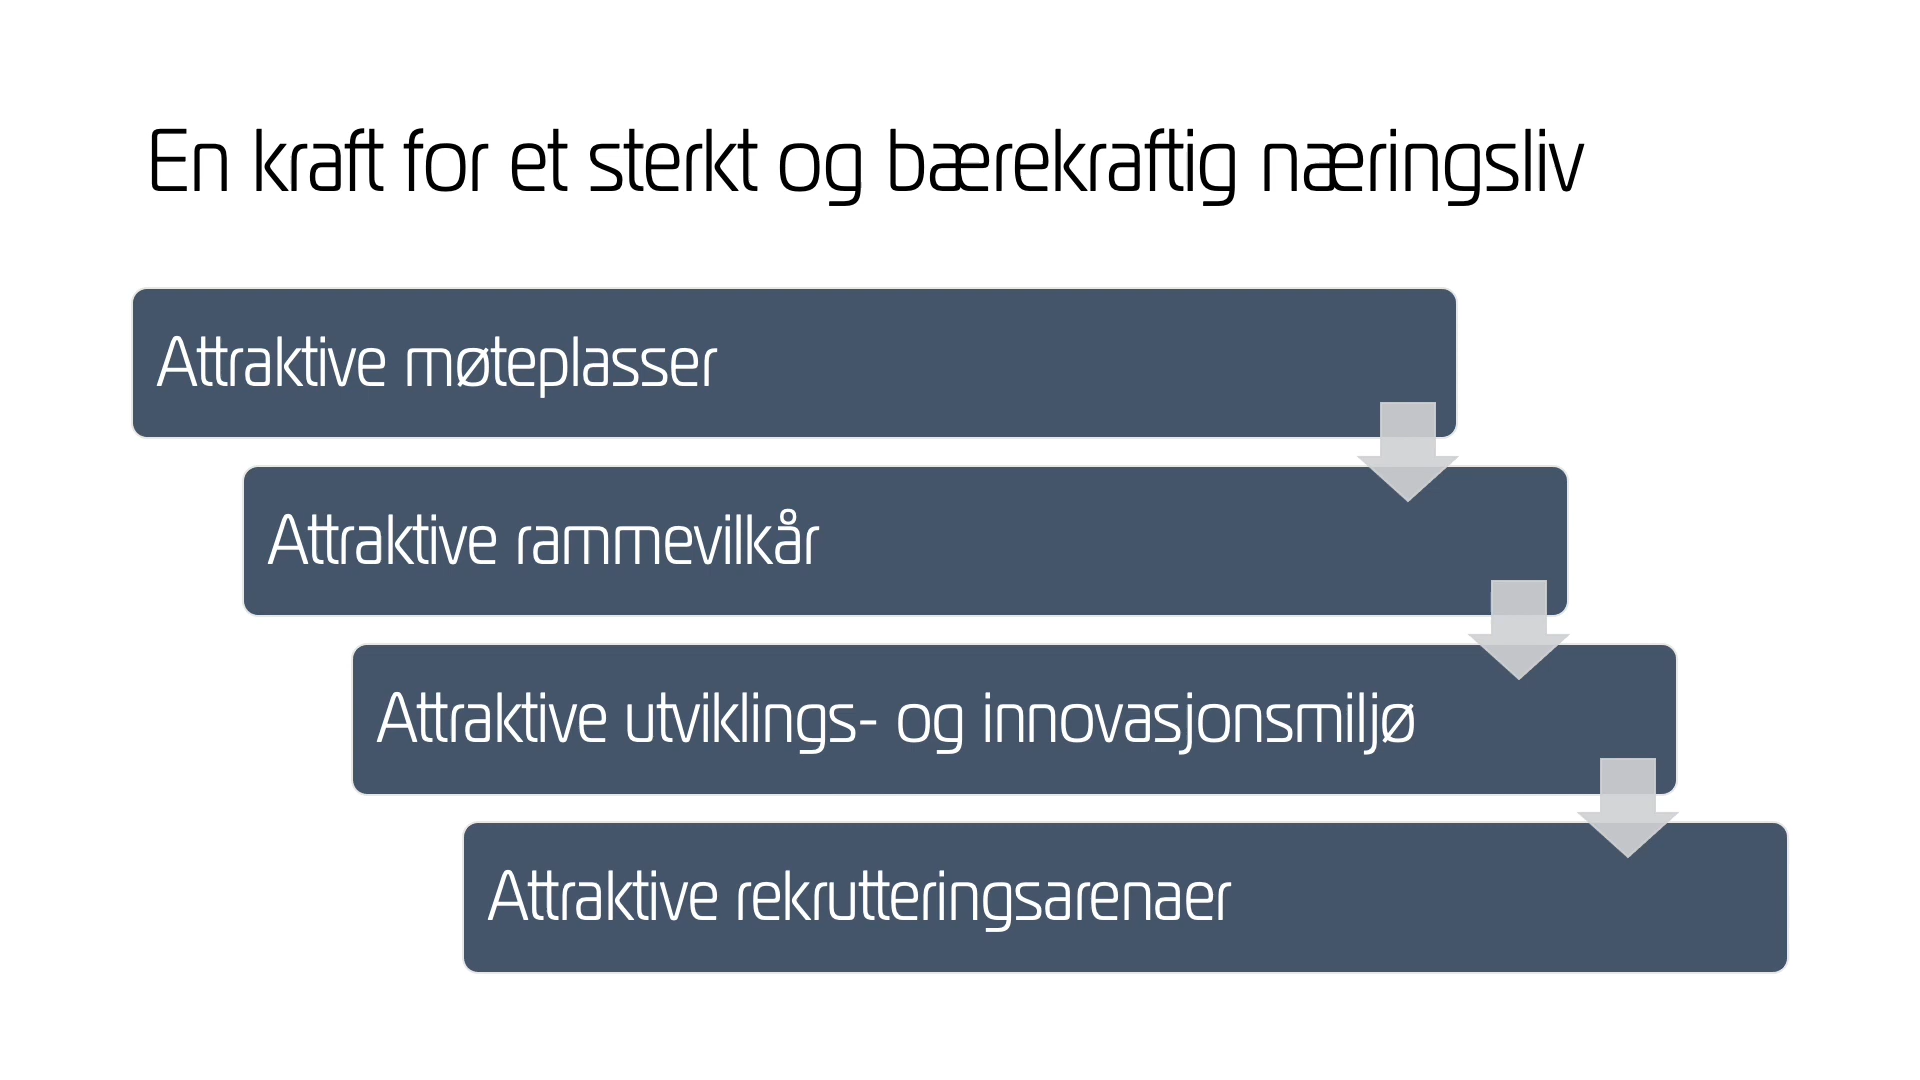 En kraft for et sterkt og bærekraftig næringsliv
Attraktive møteplasser
Attraktive rammevilkår
Attraktive utviklings- og innovasjonsmiljø
Attraktive rekrutteringsarenaer